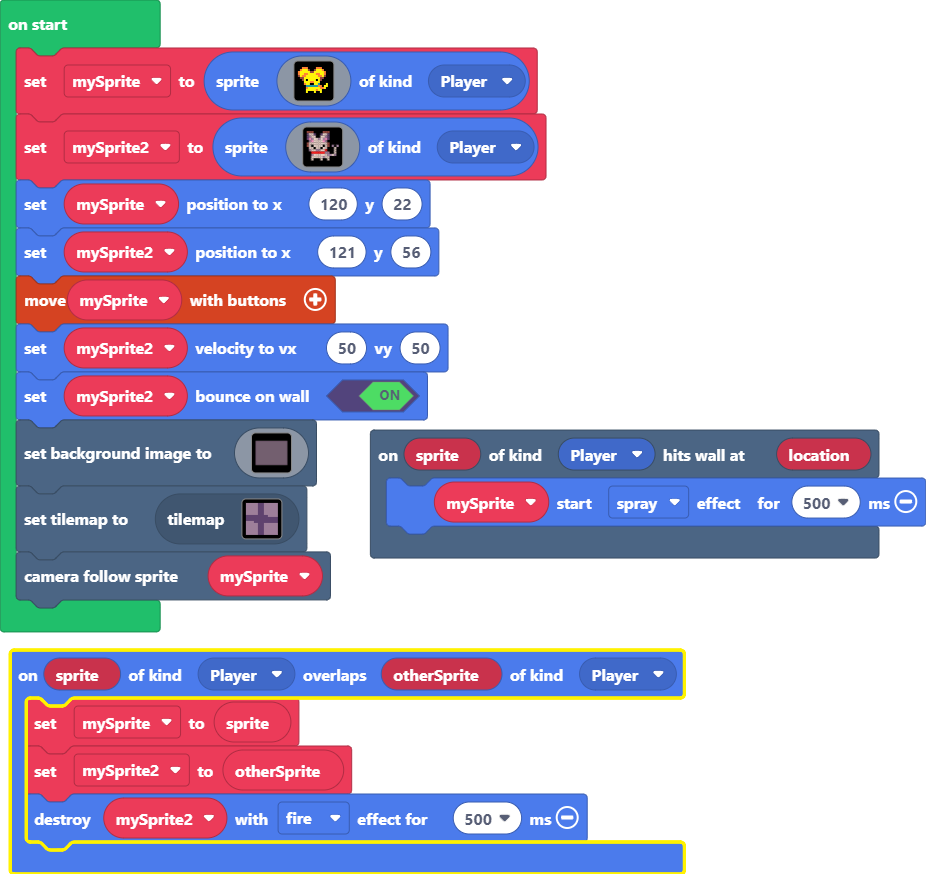 on start
set mySprite to sprite of kind Player
set mySprite2 to sprite of kind Player
set mySprite position to x 120 y 22
set mySprite2 position to x 121 y 56
move mySprite with buttons
set mySprite2 velocity to vx 50 vy 50
set mySprite2 bounce on wall ON
set background image to
set tilemap to tilemap
camera follow sprite mySprite
on sprite of kind Player hits wall at location
mySprite start spray effect for 500 ms
on sprite of kind Player overlaps otherSprite of kind Player
set mySprite to sprite
set mySprite2 to otherSprite
destroy mySprite2 with fire effect for 500 ms